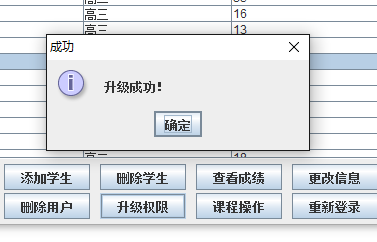 高三
高三 16
高三 13
成功
升级成功!
确定
高二 18
添加学生 删除学生 查看成绩 更改信息
删除用户 升级权限 课程操作 重新登录